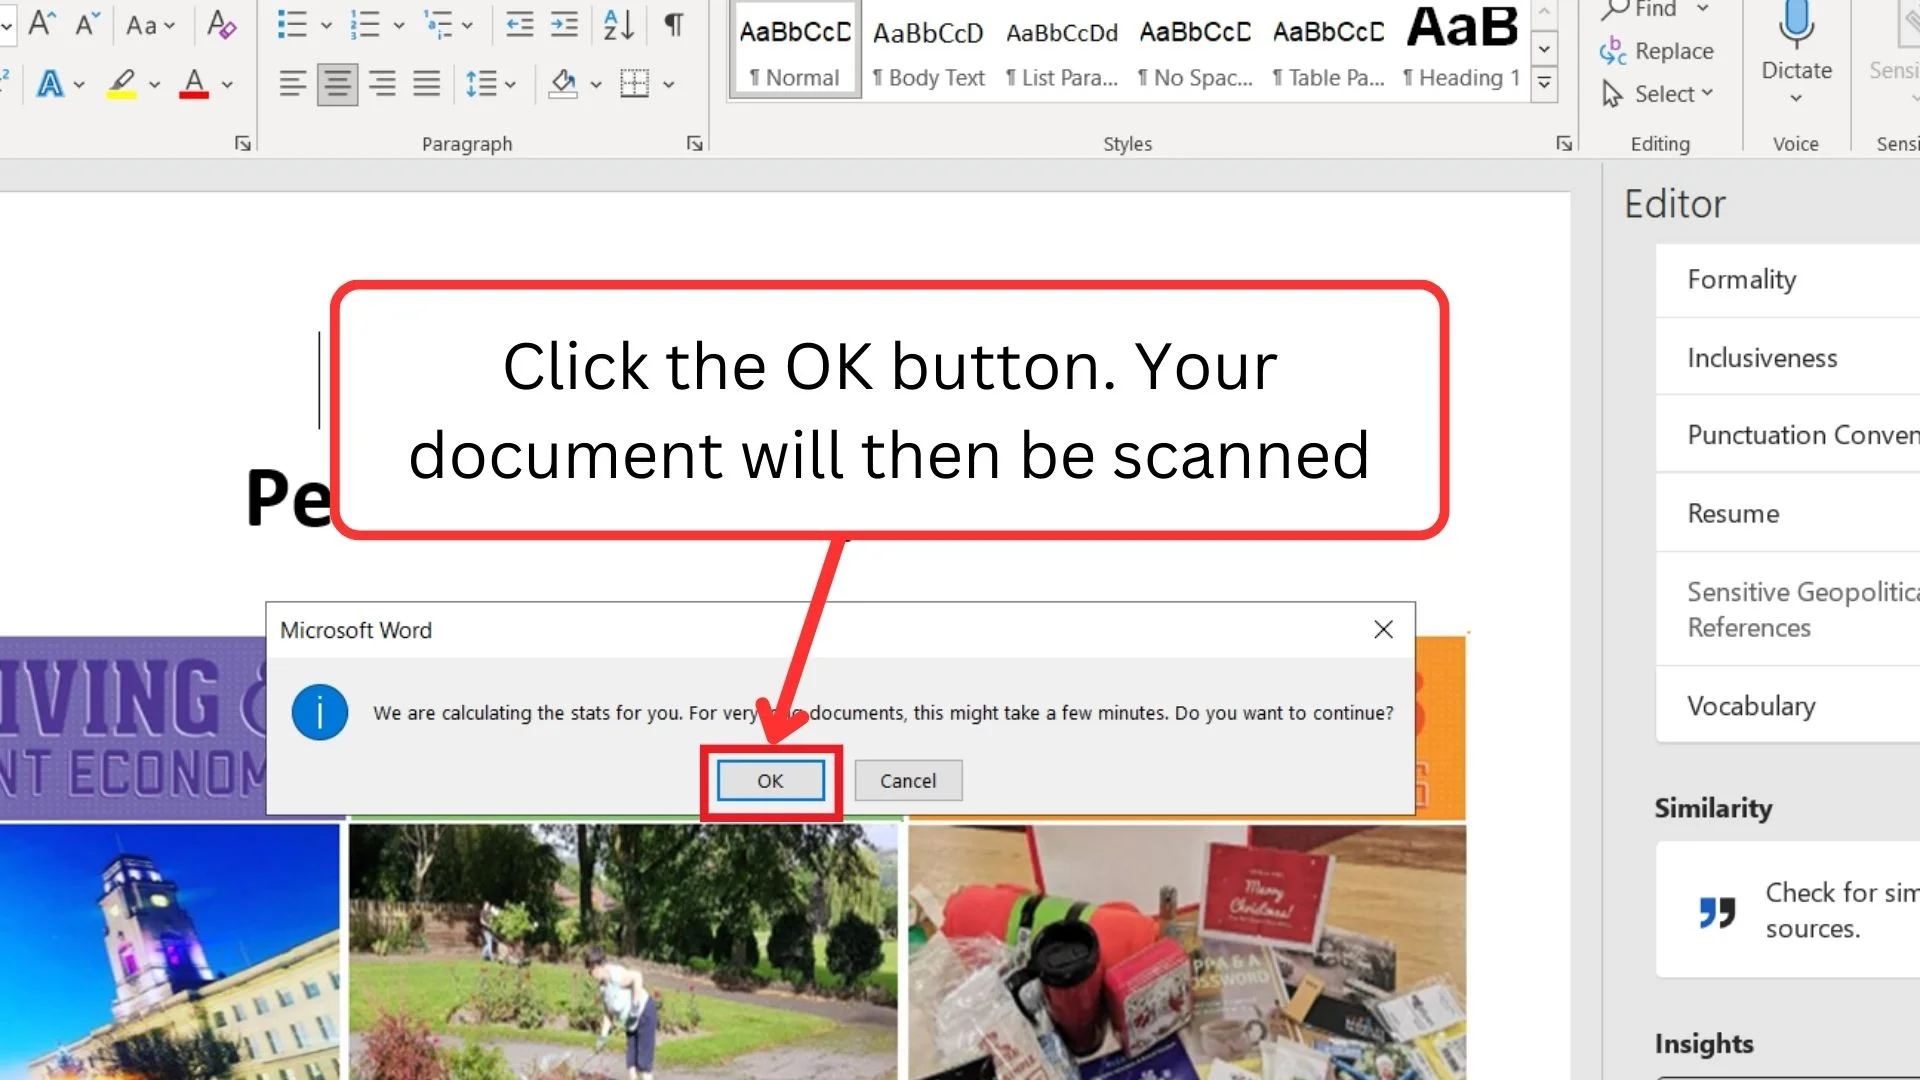 Aa
AaBbCcD
AaBbCcD
AaBbCcDd
AaBbCcD
AaBbCcD
AaB
¶ Normal
¶ Body Text
¶ List Para...
¶ No Spac...
¶ Table Pa...
¶ Heading 1
Find
Replace
Select
Dictate
Sensi
Paragraph
Styles
Editing
Voice
Sensi
Editor
Formality
Inclusiveness
Punctuation Conven
Resume
Sensitive Geopolitica
References
Vocabulary
Similarity
Check for sim
sources.
Insights
Click the OK button. Your
document will then be scanned
Pe
Microsoft Word
We are calculating the stats for you. For very documents, this might take a few minutes. Do you want to continue?
OK
Cancel
IVING &
NT ECONOM
Merry
Christmas!